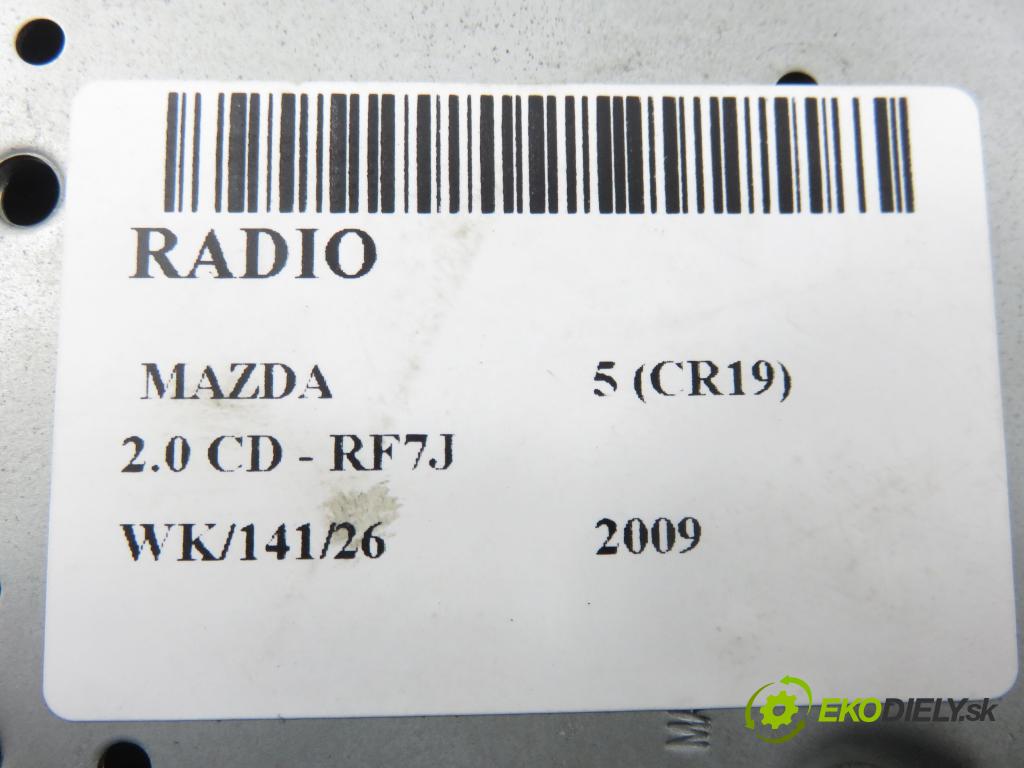 RADIO
MAZDA 5 (CR19)
2.0 CD - RF7J
WK/141/26 2009
EKODIELY.sk